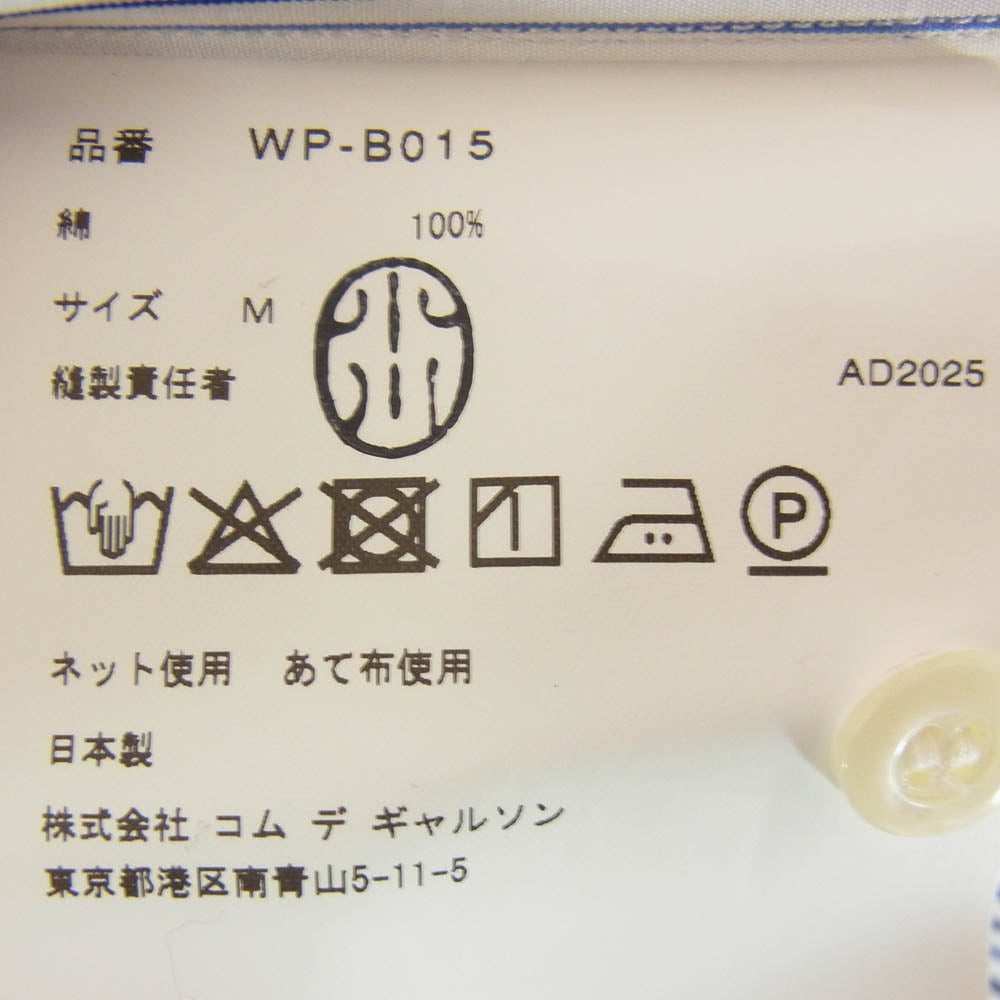 品番 WP-B015
綿 100%
サイズ M
縫製責任者
AD2025
P
ネット使用 あて布使用
日本製
株式会社 コム デ ギャルソン
東京都港区南青山5-11-5